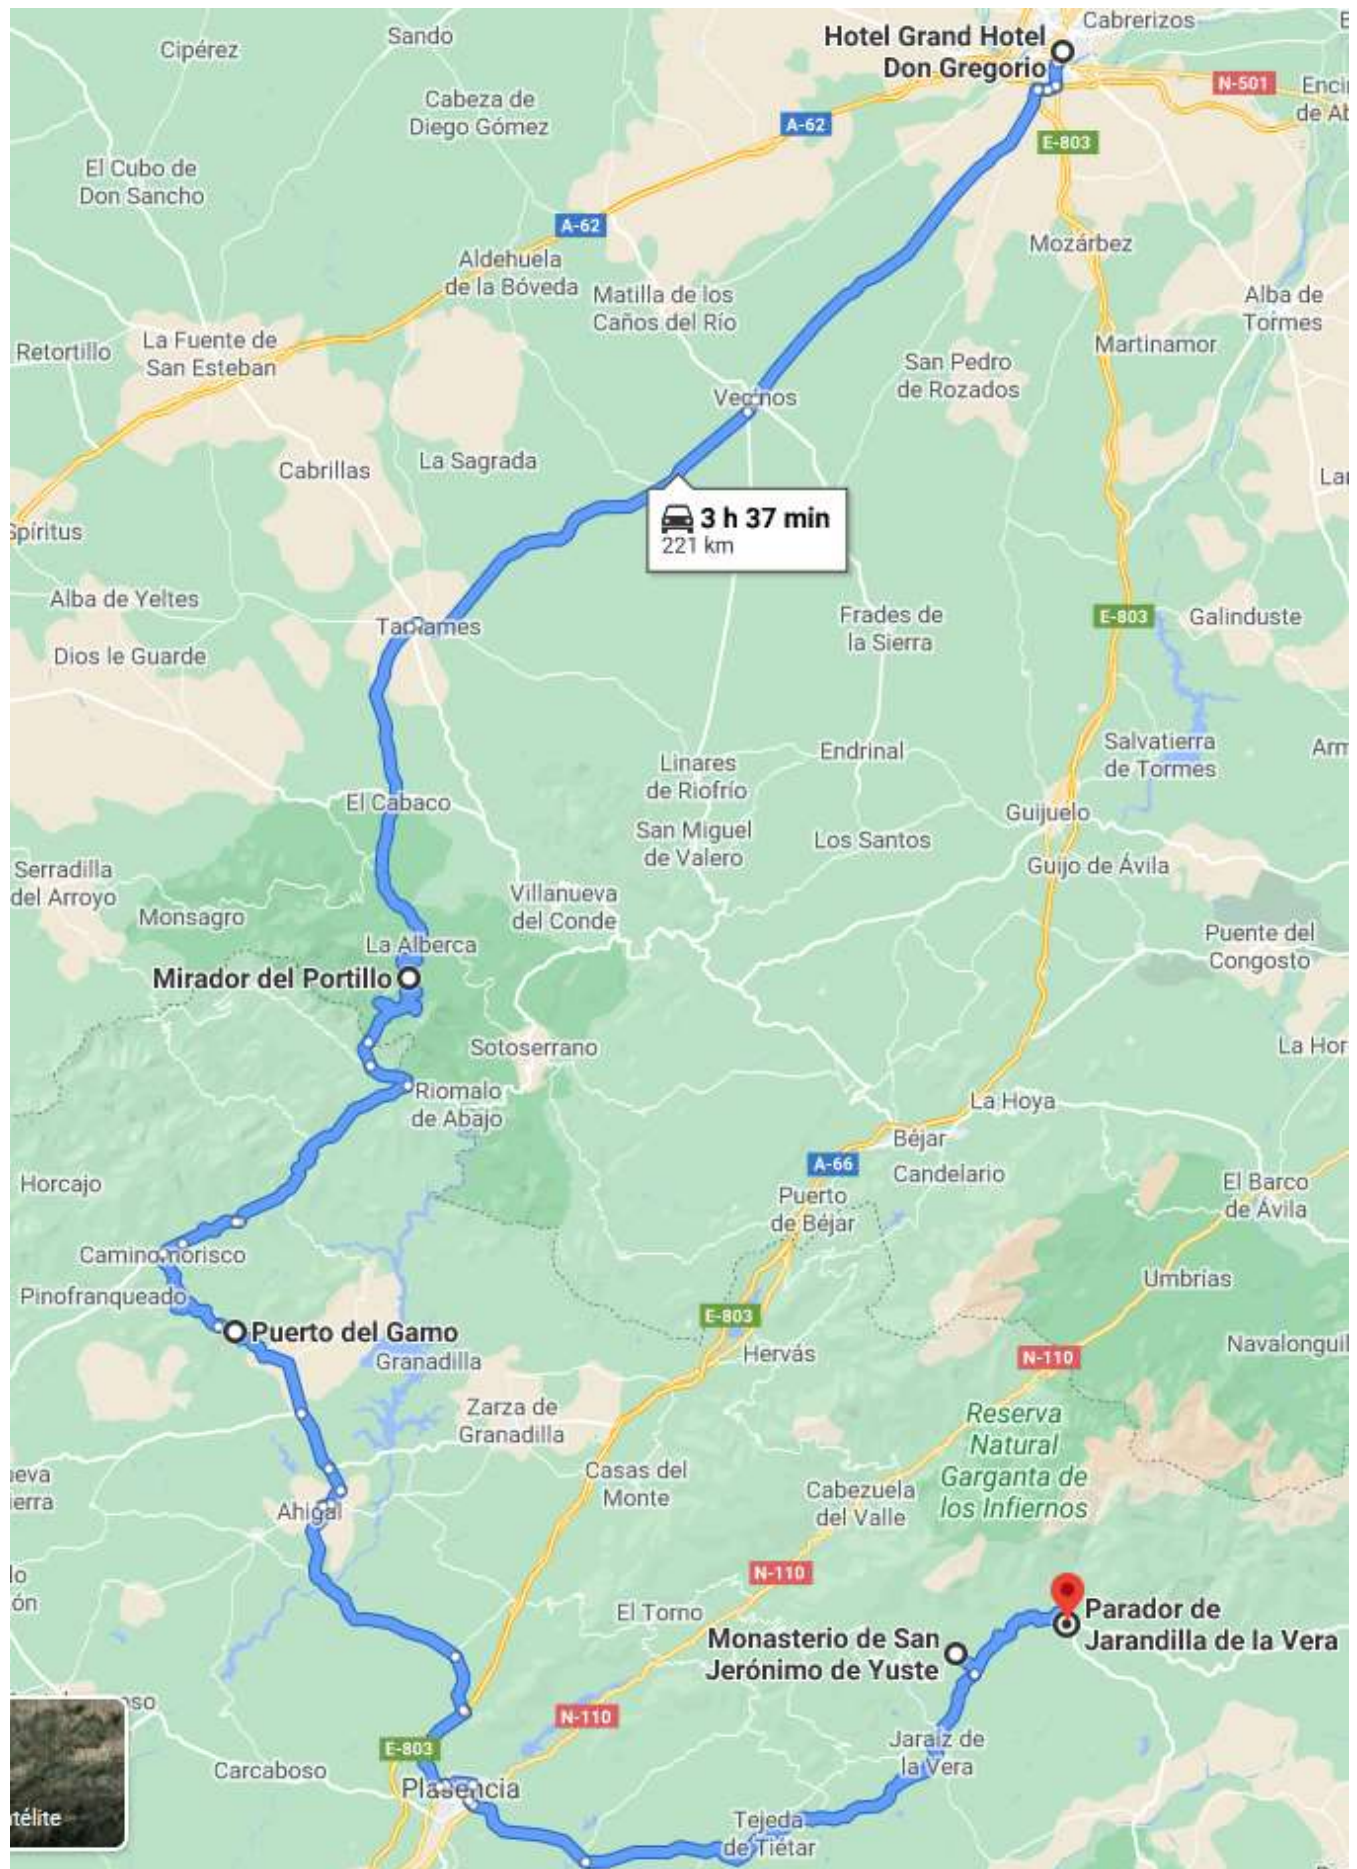 Cabrerizos
Sando
Cipérez
Hotel Grand Hotel
Don Gregorio
N-501
Cabeza de
Diego Gómez
A-62
E-803
El Cubo de
Don Sancho
A-62
Mozárbez
Aldehuela
de la Bóveda
Matilla de los
Caños del Río
Alba de
Tormes
La Fuente de
San Esteban
Retortillo
Martinamor
San Pedro
de Rozados
Vecinos
Cabrillas
La Sagrada
3 h 37 min
221 km
Spíritus
Alba de Yeltes
Tamames
Dios le Guarde
Frades de
la Sierra
E-803
Galinduste
Linares
de Riofrío
Endrinal
Salvatierra
de Tormes
El Cabaco
Guijuelo
San Miguel
de Valero
Los Santos
Guijo de Ávila
Serradilla
del Arroyo
Monsagro
Villanueva
del Conde
La Alberca
Puente del
Congosto
Mirador del Portillo
Sotoserrano
La Hor
Riomalo
de Abajo
La Hoya
Béjar
A-66
Candelario
Horcajo
Puerto
de Béjar
El Barco
de Ávila
Caminomorisco
Pinofranqueado
Umbrías
E-803
Puerto del Gamo
Granadilla
Hervás
N-110
Navalonguil
Zarza de
Granadilla
Reserva
Natural
Garganta de
los Infiernos
eva
erra
Casas del
Monte
Cabezuela
del Valle
Ahigal
N-110
lo
ón
El Torno
Parador de
Jarandilla de la Vera
Monasterio de San
Jerónimo de Yuste
oso
N-110
E-803
Jaraíz de
la Vera
Carcaboso
Plasencia
télite
Tejeda
de Tiétar